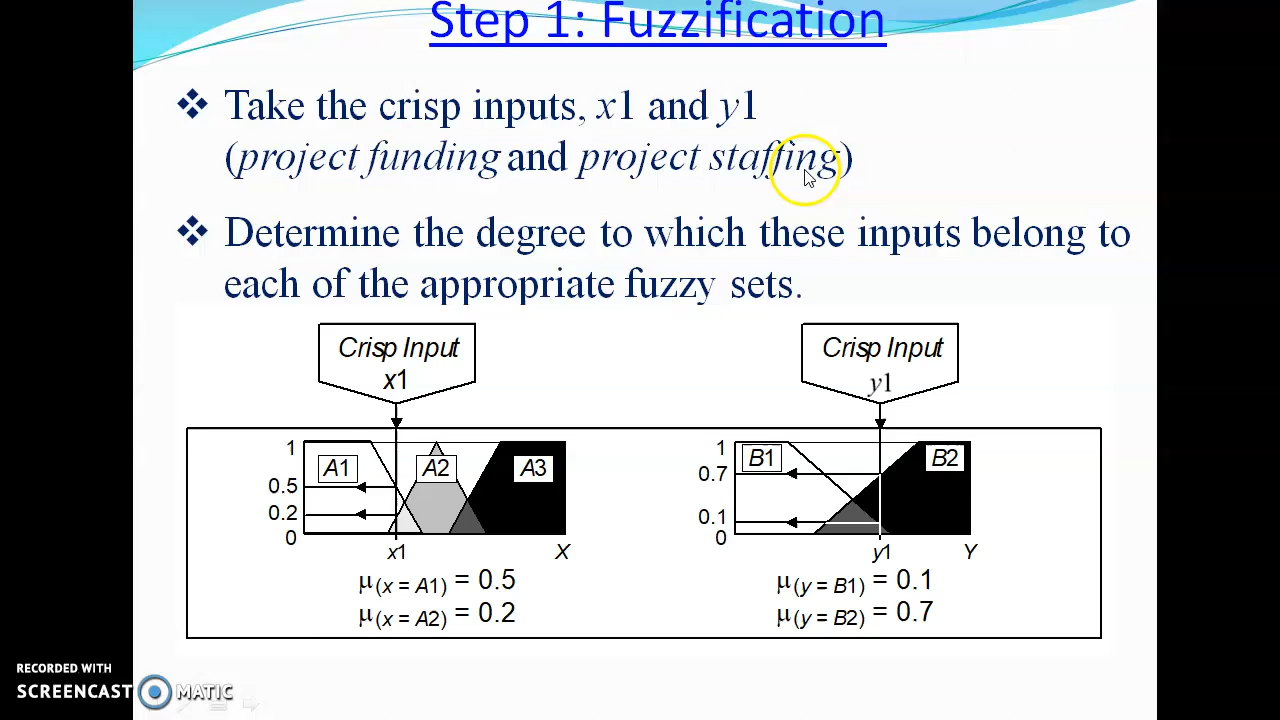 Step 1: Fuzzification
❖ Take the crisp inputs, x1 and y1
(project funding and project staffing)
❖ Determine the degree to which these inputs belong to
each of the appropriate fuzzy sets.
Crisp Input
x1
Crisp Input
y1
1
A1
A2
A3
0.5
0.2
0
x1
X
μ(x = A1) = 0.5
μ(x = A2) = 0.2
1
B1
B2
0.7
0.1
0
y1
Y
μ(y = B1) = 0.1
μ(y = B2) = 0.7
RECORDED WITH
SCREENCAST MATIC